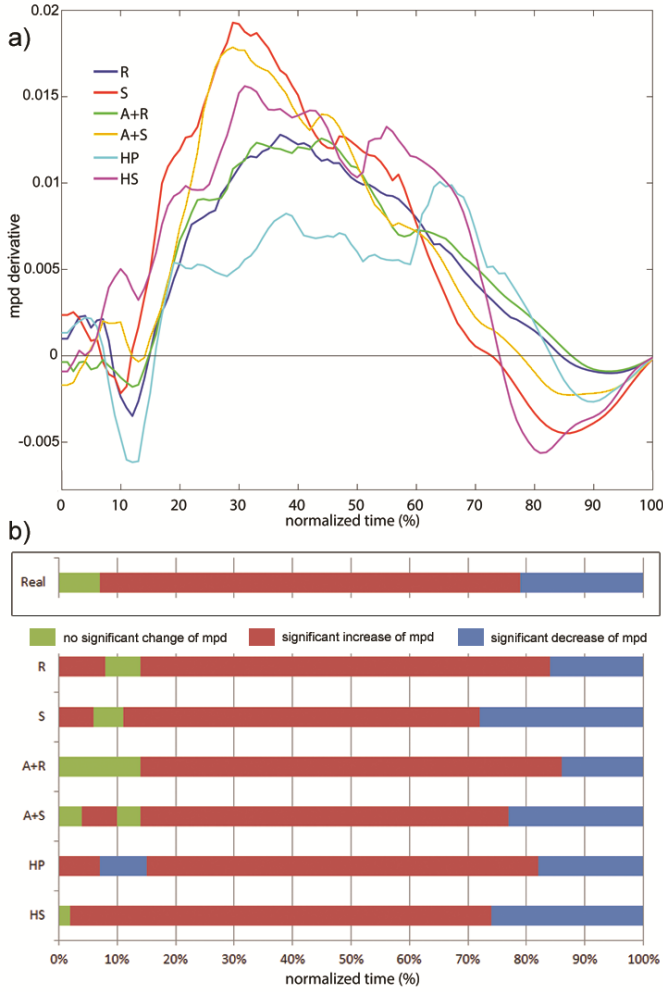 a)
0.02
0.015
0.01
0.005
0
-0.005
mpd derivative
R
S
A+R
A+S
HP
HS
0 10 20 30 40 50 60 70 80 90 100
normalized time (%)
b)
Real
no significant change of mpd significant increase of mpd significant decrease of mpd
R
S
A+R
A+S
HP
HS
0% 10% 20% 30% 40% 50% 60% 70% 80% 90% 100%
normalized time (%)